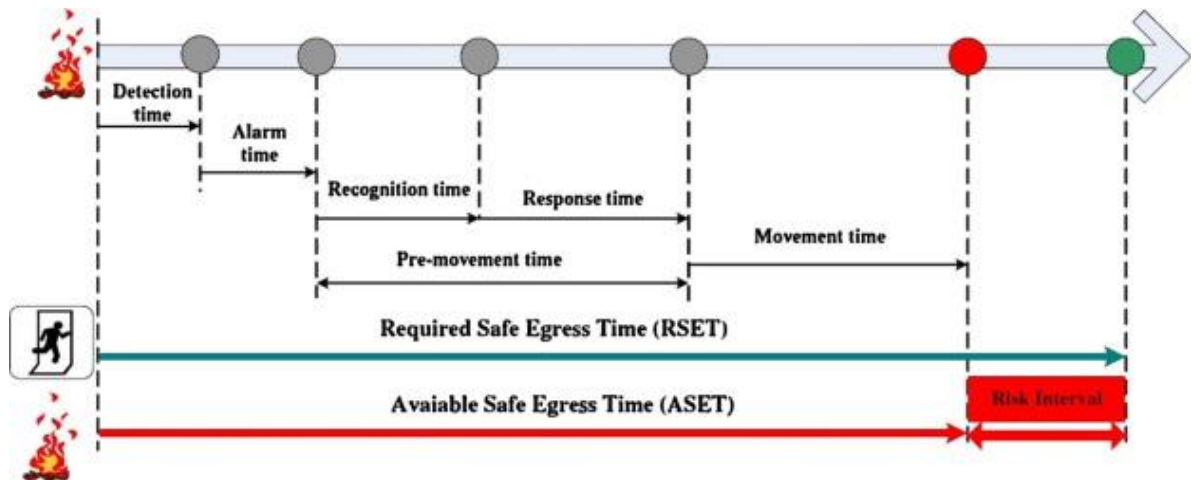 Detection
time
Alarm
time
Recognition time
Response time
Movement time
Pre-movement time
Required Safe Egress Time (RSET)
Avaiable Safe Egress Time (ASET)
Risk Interval